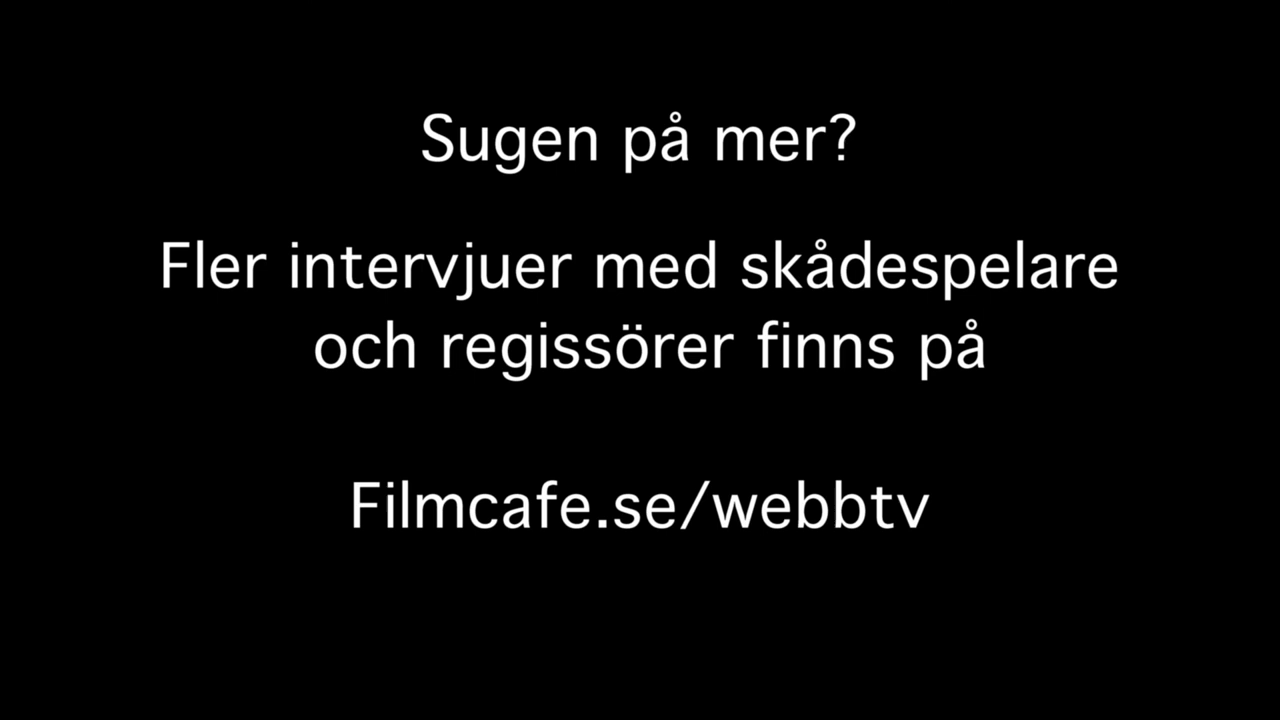 Sugen på mer?
Fler intervjuer med skådespelare
och regissörer finns på
Filmcafe.se/webbtv